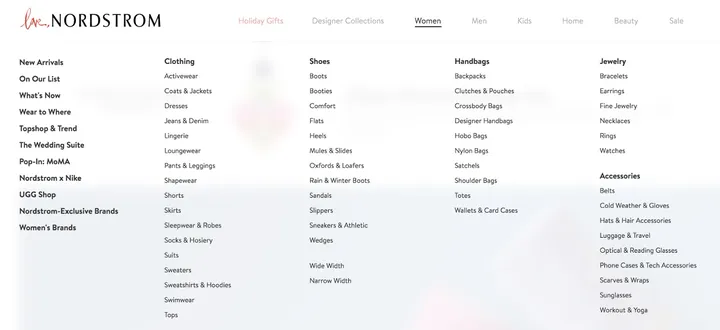 love, NORDSTROM
Holiday Gifts
Designer Collections
Women
Men
Kids
Home
Beauty
Sale
New Arrivals
On Our List
What's Now
Wear to Where
Topshop & Trend
The Wedding Suite
Pop-In: MoMA
Nordstrom x Nike
UGG Shop
Nordstrom-Exclusive Brands
Women's Brands
Clothing
Activewear
Coats & Jackets
Dresses
Jeans & Denim
Lingerie
Loungewear
Pants & Leggings
Shapewear
Shorts
Skirts
Sleepwear & Robes
Socks & Hosiery
Suits
Sweaters
Sweatshirts & Hoodies
Swimwear
Tops
Shoes
Boots
Booties
Comfort
Flats
Heels
Mules & Slides
Oxfords & Loafers
Rain & Winter Boots
Sandals
Slippers
Sneakers & Athletic
Wedges
Wide Width
Narrow Width
Handbags
Backpacks
Clutches & Pouches
Crossbody Bags
Designer Handbags
Hobo Bags
Nylon Bags
Satchels
Shoulder Bags
Totes
Wallets & Card Cases
Jewelry
Bracelets
Earrings
Fine Jewelry
Necklaces
Rings
Watches
Accessories
Belts
Cold Weather & Gloves
Hats & Hair Accessories
Luggage & Travel
Optical & Reading Glasses
Phone Cases & Tech Accessories
Scarves & Wraps
Sunglasses
Workout & Yoga